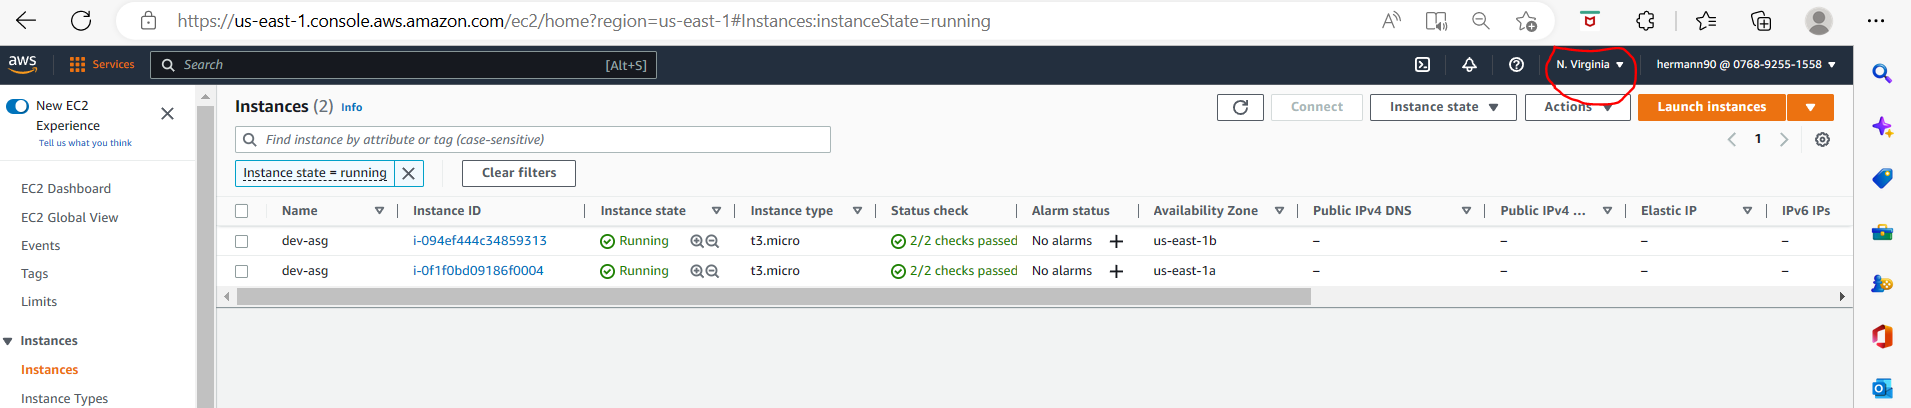 https://us-east-1.console.aws.amazon.com/ec2/home?region=us-east-1#Instances:instanceState=running
aws Services Search [Alt+S] N. Virginia hermann90 @ 0768-9255-1558
New EC2
Experience
Tell us what you think
EC2 Dashboard
EC2 Global View
Events
Tags
Limits
Instances
Instances
Instance Types
Instances (2) Info Connect Instance state Actions Launch instances
Find instance by attribute or tag (case-sensitive) 1
Instance state = running Clear filters
Name Instance ID Instance state Instance type Status check Alarm status Availability Zone Public IPv4 DNS Public IPv4 ... Elastic IP IPv6 IPs
dev-asg i-094ef444c34859313 Running t3.micro 2/2 checks passed No alarms + us-east-1b – – – –
dev-asg i-0f1f0bd09186f0004 Running t3.micro 2/2 checks passed No alarms + us-east-1a – – – –